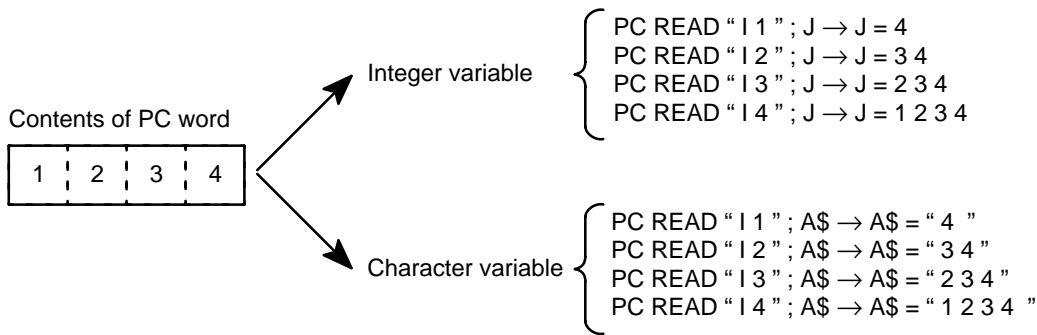 Contents of PC word
1 2 3 4
Integer variable
PC READ “ I 1 ” ; J → J = 4
PC READ “ I 2 ” ; J → J = 3 4
PC READ “ I 3 ” ; J → J = 2 3 4
PC READ “ I 4 ” ; J → J = 1 2 3 4
Character variable
PC READ “ I 1 ” ; A$ → A$ = “ 4 ”
PC READ “ I 2 ” ; A$ → A$ = “ 3 4 ”
PC READ “ I 3 ” ; A$ → A$ = “ 2 3 4 ”
PC READ “ I 4 ” ; A$ → A$ = “ 1 2 3 4 ”